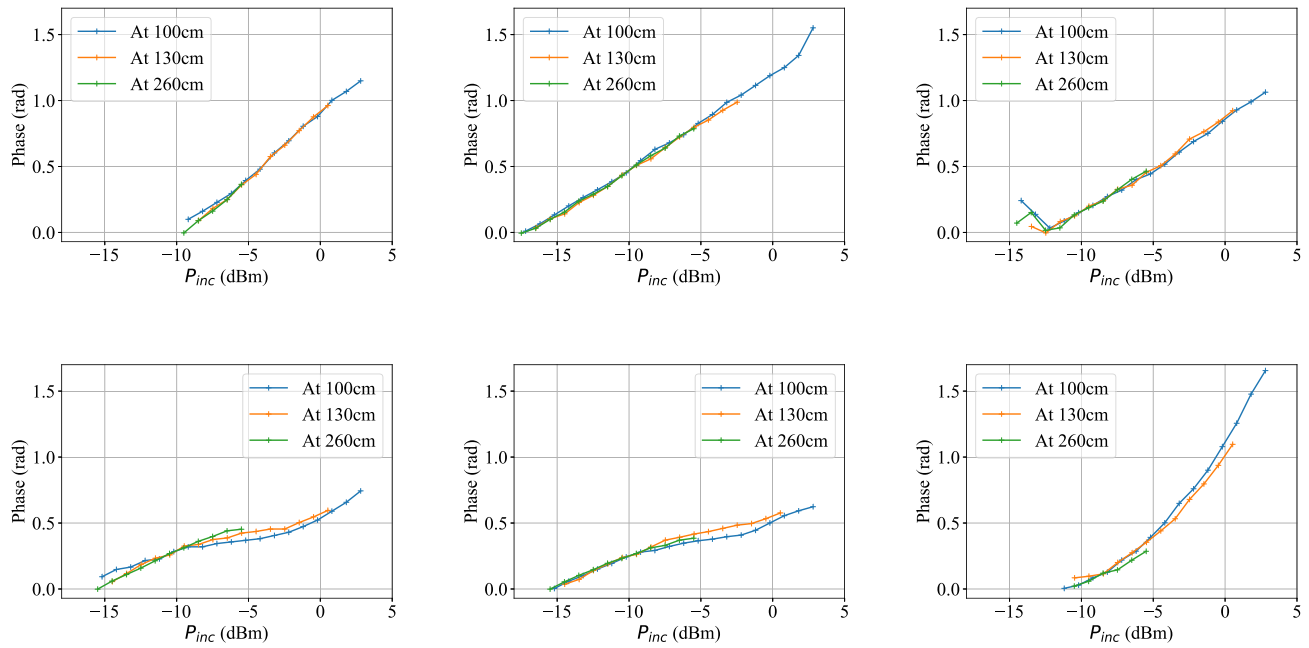 Phase (rad)
1.5
1.0
0.5
0.0
At 100cm
At 130cm
At 260cm
−15
−10
−5
0
5
P_inc (dBm)
Phase (rad)
1.5
1.0
0.5
0.0
At 100cm
At 130cm
At 260cm
−15
−10
−5
0
5
P_inc (dBm)
Phase (rad)
1.5
1.0
0.5
0.0
At 100cm
At 130cm
At 260cm
−15
−10
−5
0
5
P_inc (dBm)
Phase (rad)
1.5
1.0
0.5
0.0
At 100cm
At 130cm
At 260cm
−15
−10
−5
0
5
P_inc (dBm)
Phase (rad)
1.5
1.0
0.5
0.0
At 100cm
At 130cm
At 260cm
−15
−10
−5
0
5
P_inc (dBm)
Phase (rad)
1.5
1.0
0.5
0.0
At 100cm
At 130cm
At 260cm
−15
−10
−5
0
5
P_inc (dBm)